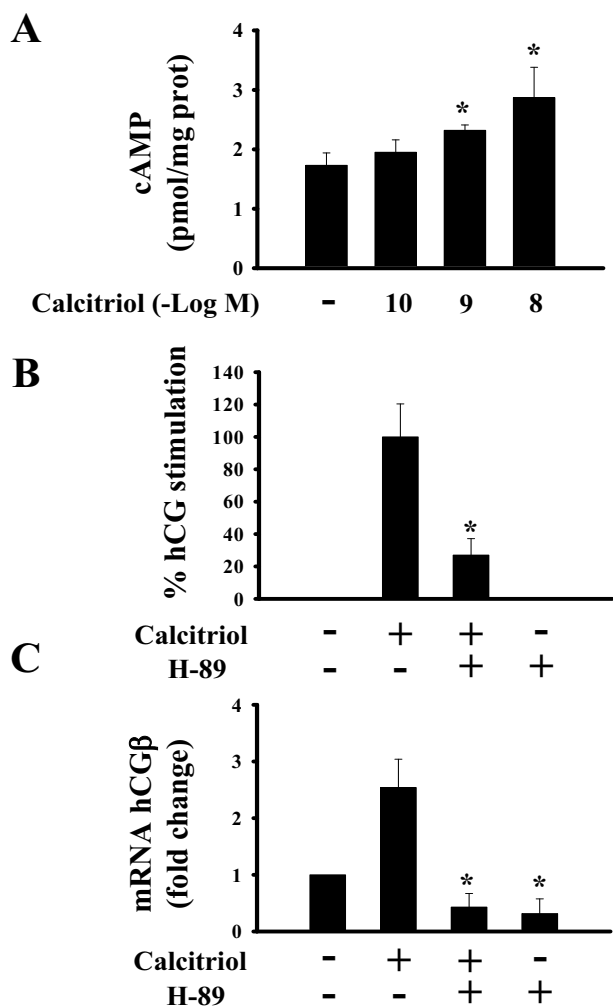 A
cAMP
(pmol/mg prot)
4
3
2
1
0
* *
Calcitriol (-Log M) - 10 9 8
B
% hCG stimulation
140
120
100
80
60
40
20
0
*
Calcitriol - + + -
H-89 - - + +
C
mRNA hCGβ
(fold change)
4
3
2
1
0
* *
Calcitriol - + + -
H-89 - - + +